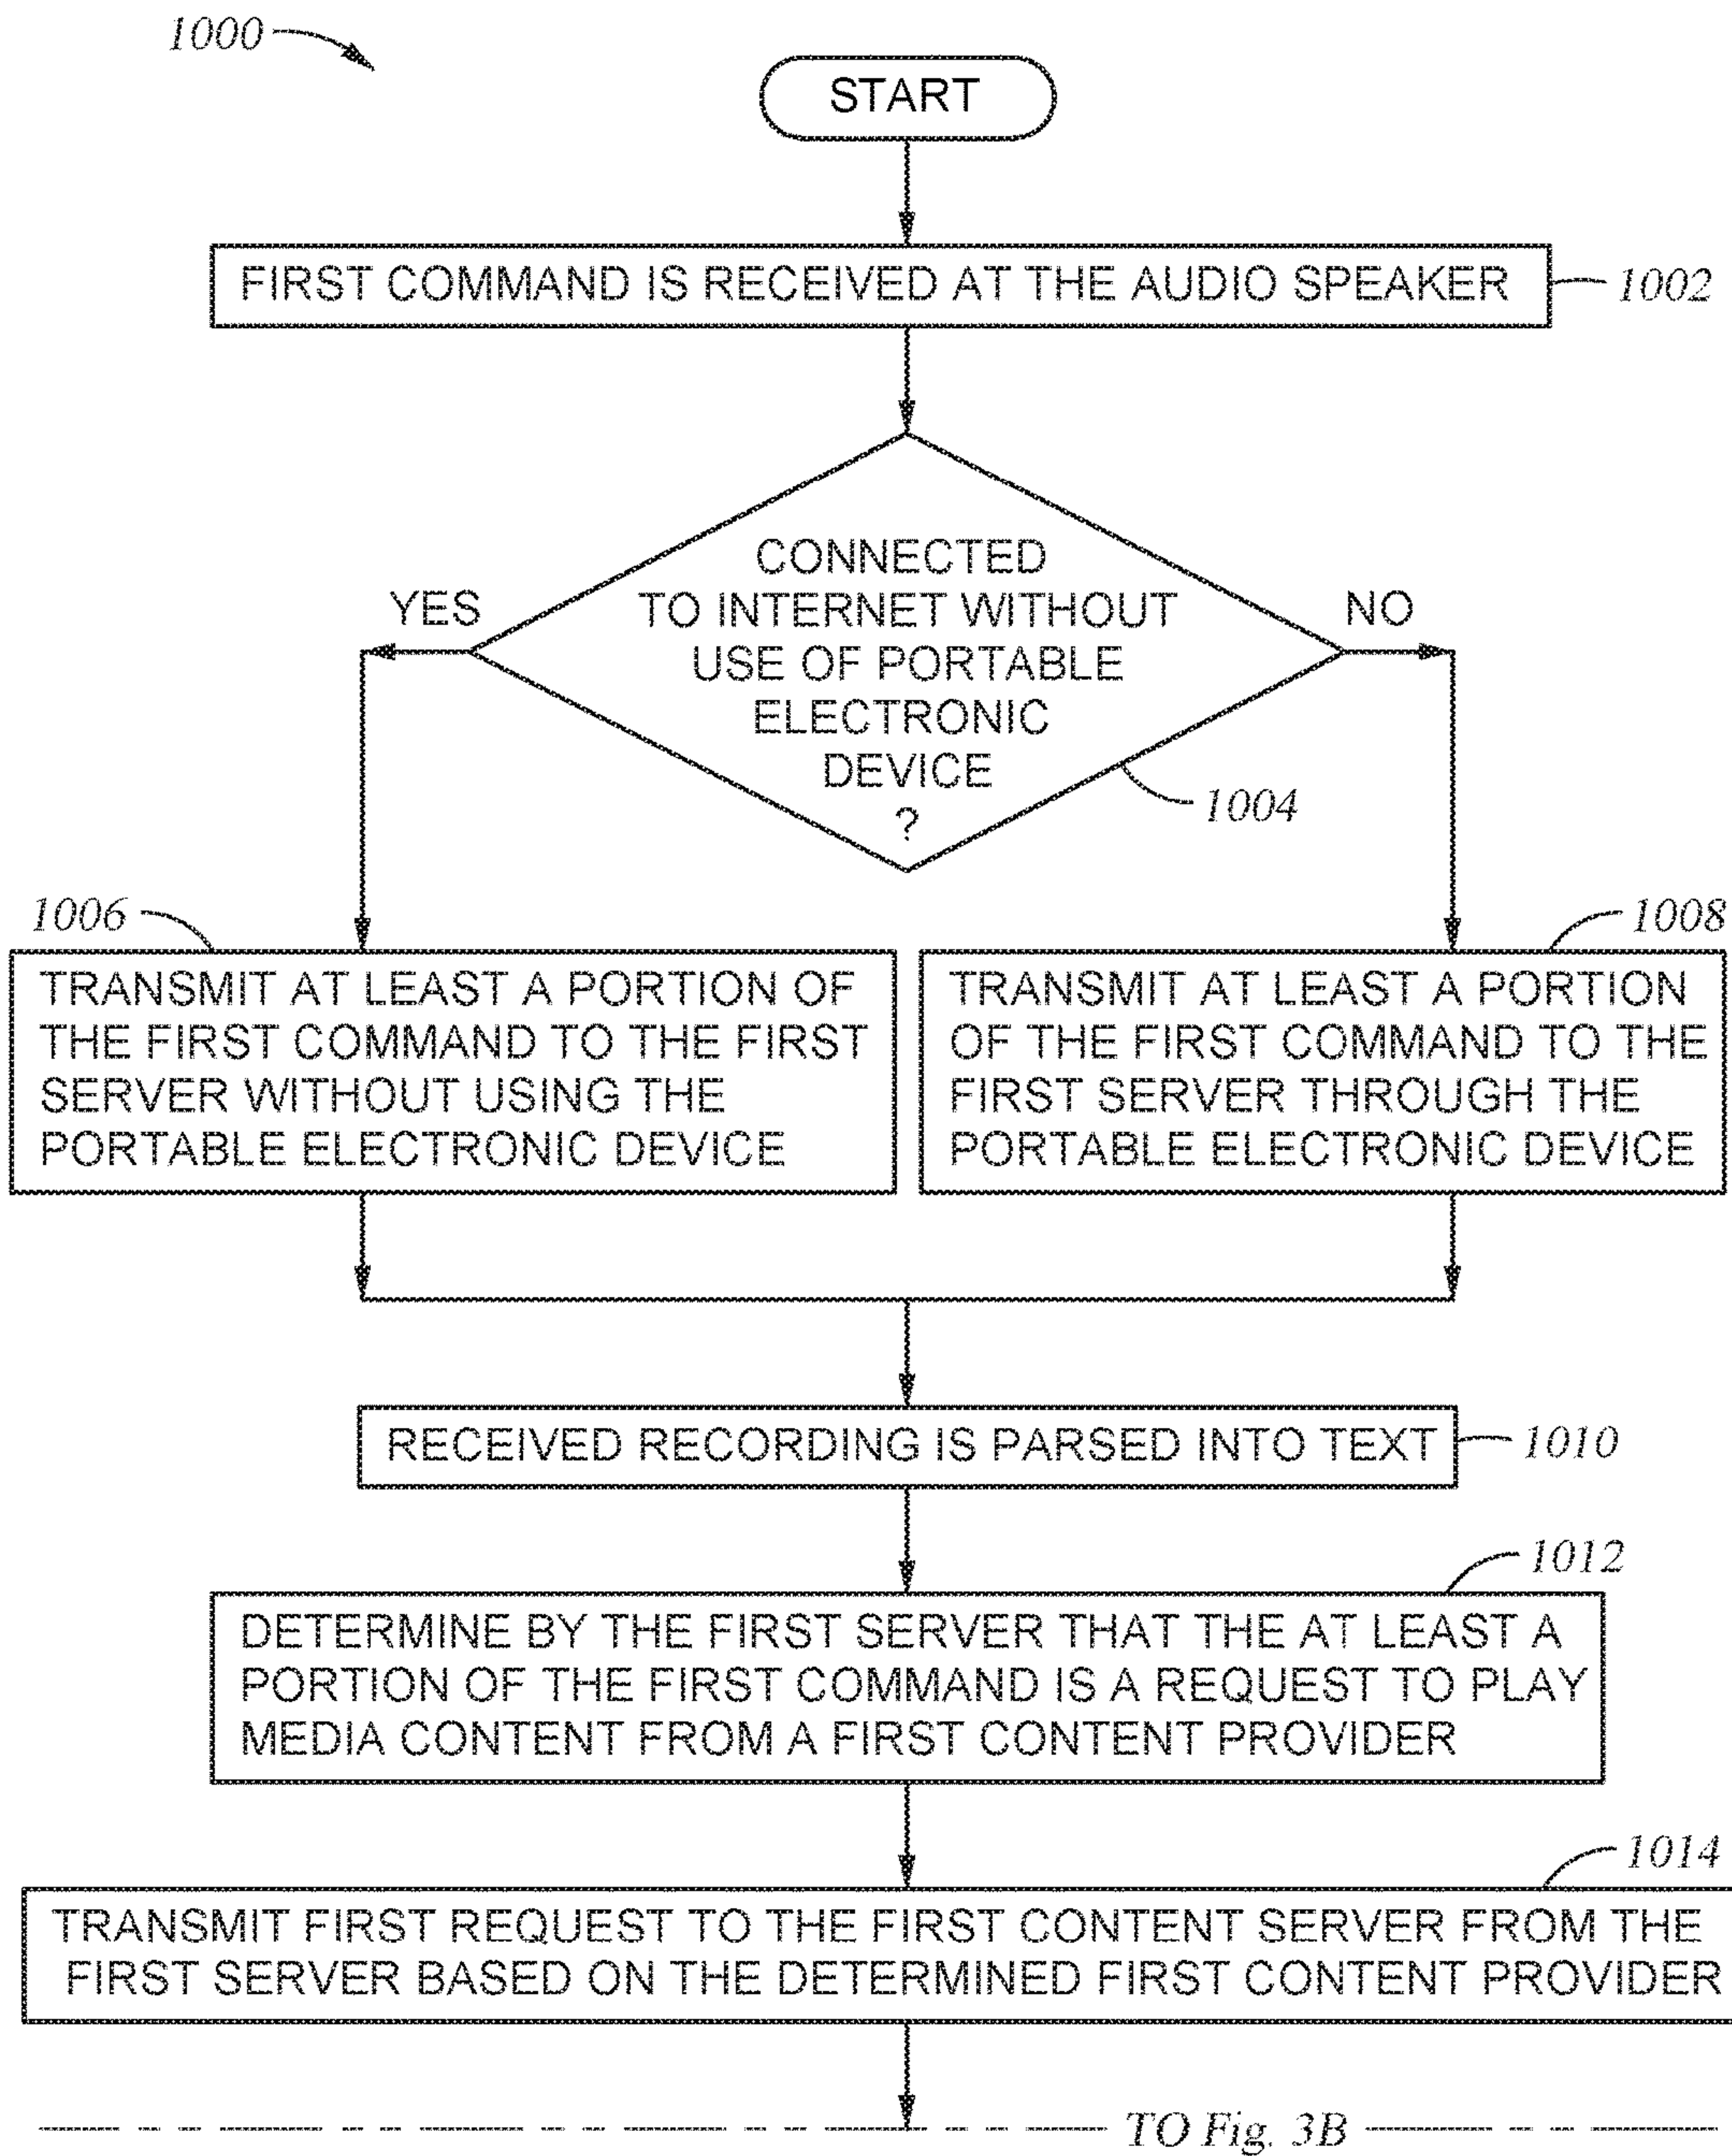 1000
START
FIRST COMMAND IS RECEIVED AT THE AUDIO SPEAKER
1002
CONNECTED
TO INTERNET WITHOUT
USE OF PORTABLE
ELECTRONIC
DEVICE
?
YES
NO
1004
1006
TRANSMIT AT LEAST A PORTION OF
THE FIRST COMMAND TO THE FIRST
SERVER WITHOUT USING THE
PORTABLE ELECTRONIC DEVICE
1008
TRANSMIT AT LEAST A PORTION
OF THE FIRST COMMAND TO THE
FIRST SERVER THROUGH THE
PORTABLE ELECTRONIC DEVICE
RECEIVED RECORDING IS PARSED INTO TEXT
1010
1012
DETERMINE BY THE FIRST SERVER THAT THE AT LEAST A
PORTION OF THE FIRST COMMAND IS A REQUEST TO PLAY
MEDIA CONTENT FROM A FIRST CONTENT PROVIDER
1014
TRANSMIT FIRST REQUEST TO THE FIRST CONTENT SERVER FROM THE
FIRST SERVER BASED ON THE DETERMINED FIRST CONTENT PROVIDER
TO Fig. 3B